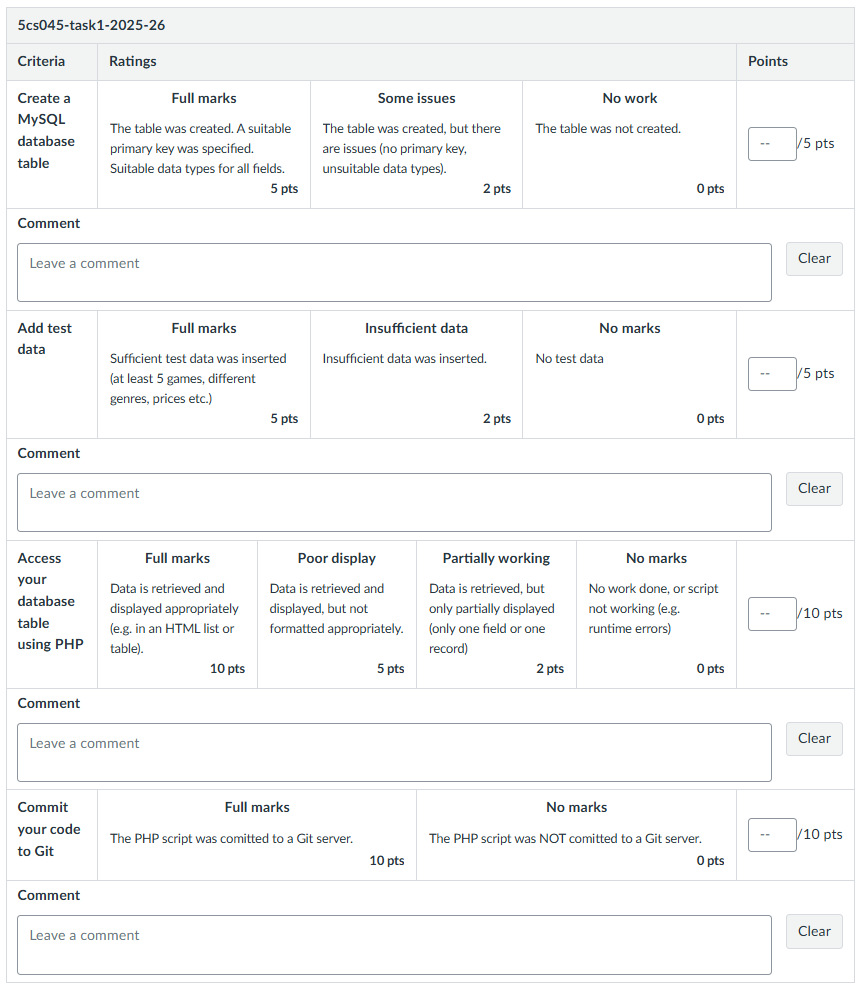 5cs045-task1-2025-26
Criteria Ratings Points
Create a MySQL database table
Full marks
The table was created. A suitable
primary key was specified.
Suitable data types for all fields.
5 pts
Some issues
The table was created, but there
are issues (no primary key,
unsuitable data types).
2 pts
No work
The table was not created.
0 pts
-- /5 pts
Comment
Leave a comment
Clear
Add test
data
Full marks
Sufficient test data was inserted
(at least 5 games, different
genres, prices etc.)
5 pts
Insufficient data
Insufficient data was inserted.
2 pts
No marks
No test data
0 pts
-- /5 pts
Comment
Leave a comment
Clear
Access
your
database
table
using PHP
Full marks
Data is retrieved and
displayed appropriately
(e.g. in an HTML list or
table).
10 pts
Poor display
Data is retrieved and
displayed, but not
formatted appropriately.
5 pts
Partially working
Data is retrieved, but
only partially displayed
(only one field or one
record)
2 pts
No marks
No work done, or script
not working (e.g.
runtime errors)
0 pts
-- /10 pts
Comment
Leave a comment
Clear
Commit
your code
to Git
Full marks
The PHP script was comitted to a Git server.
10 pts
No marks
The PHP script was NOT comitted to a Git server.
0 pts
-- /10 pts
Comment
Leave a comment
Clear